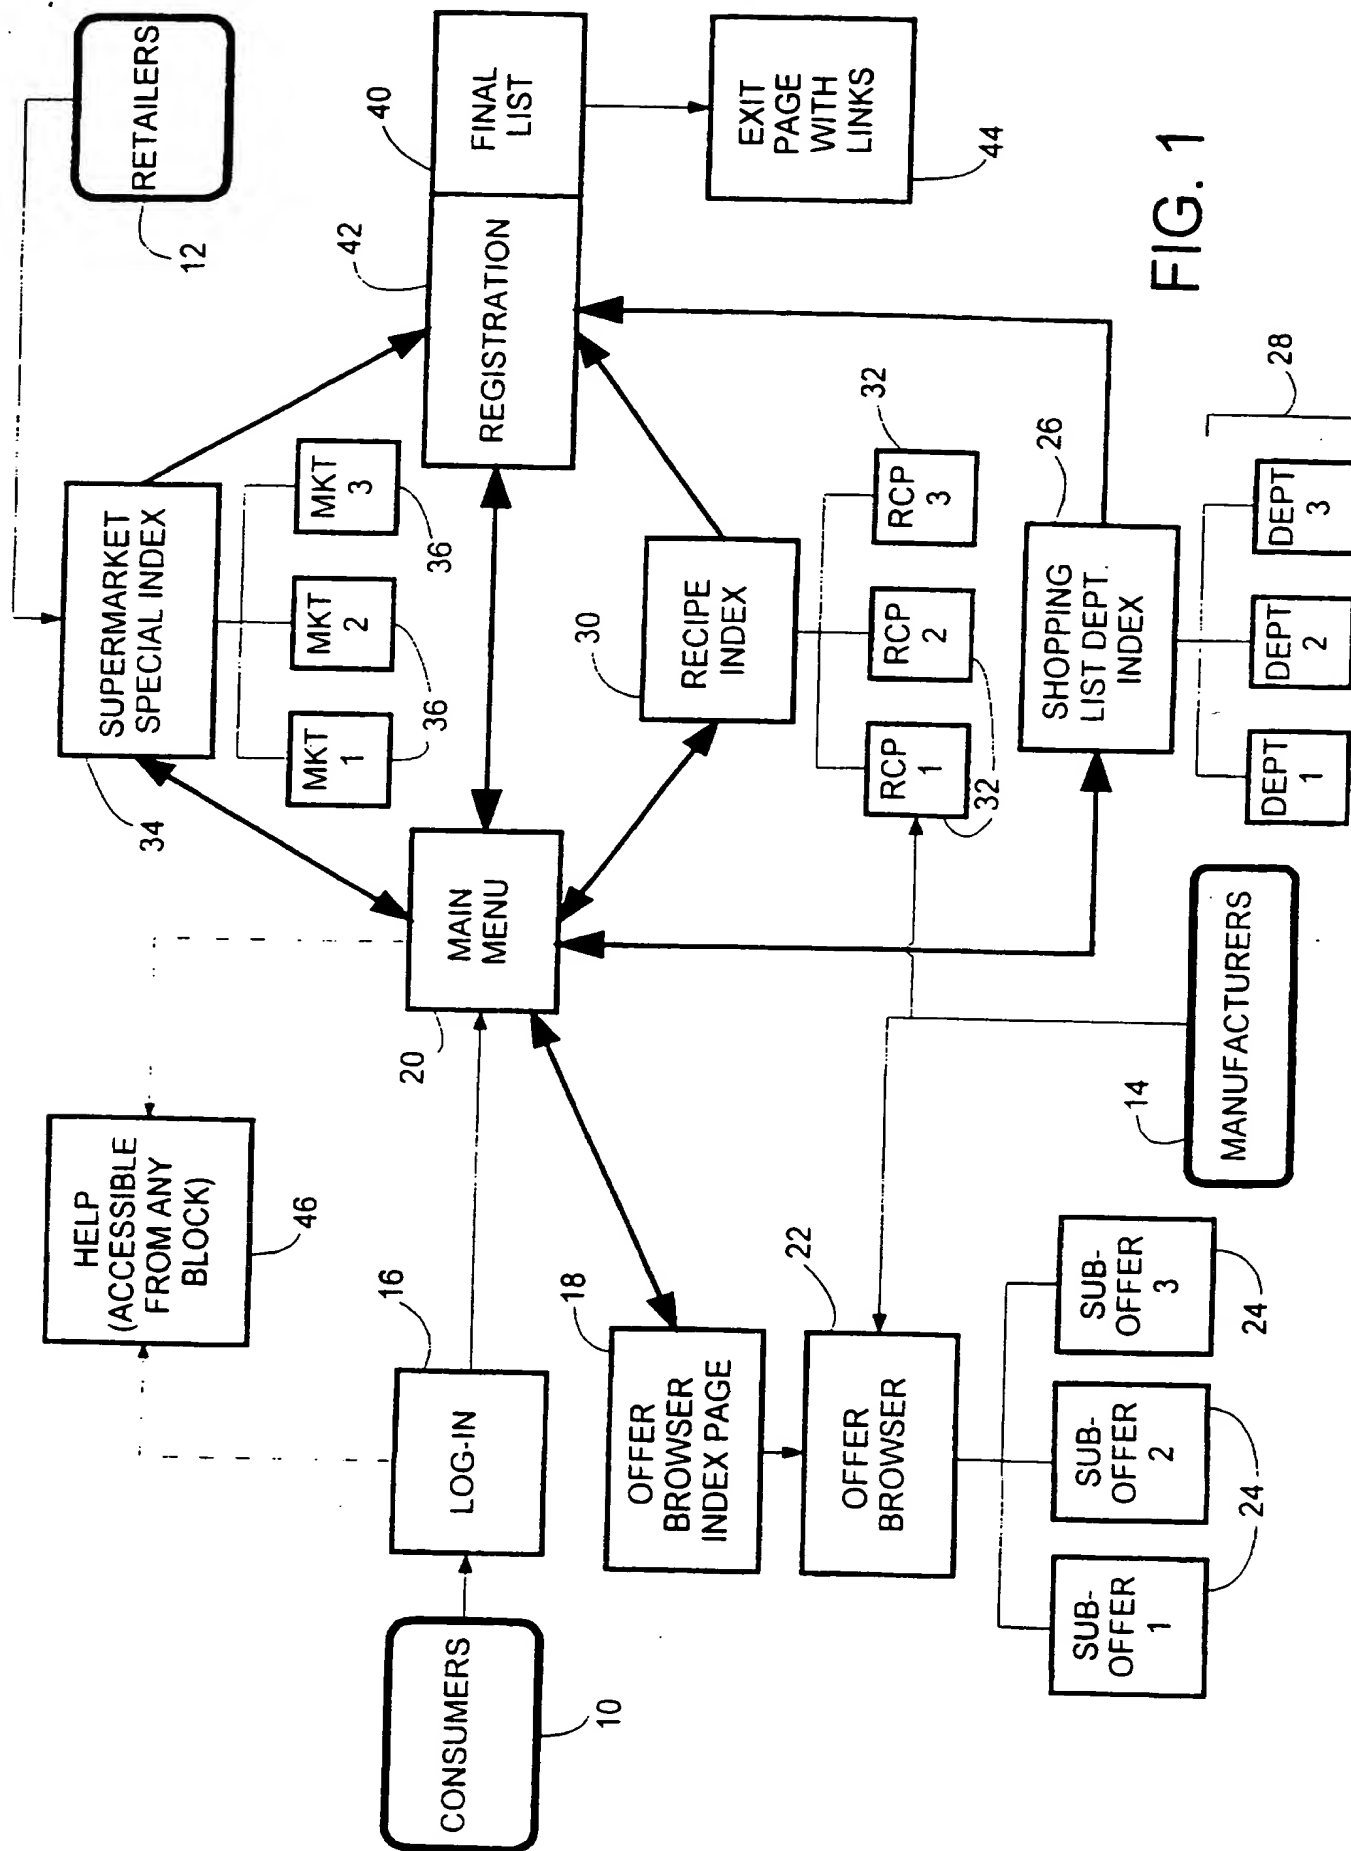 RETAILERS
12
SUPERMARKET
SPECIAL INDEX
34
MKT
1
MKT
2
MKT
3
36
36
HELP
(ACCESSIBLE
FROM ANY
BLOCK)
46
CONSUMERS
10
LOG-IN
16
MAIN
MENU
20
REGISTRATION
42
FINAL
LIST
40
EXIT
PAGE
WITH
LINKS
44
OFFER
BROWSER
INDEX PAGE
18
OFFER
BROWSER
22
SUB-
OFFER
1
SUB-
OFFER
2
SUB-
OFFER
3
24
24
RECIPE
INDEX
30
RCP
1
RCP
2
RCP
3
32
32
SHOPPING
LIST DEPT.
INDEX
26
DEPT
1
DEPT
2
DEPT
3
28
MANUFACTURERS
14
FIG. 1